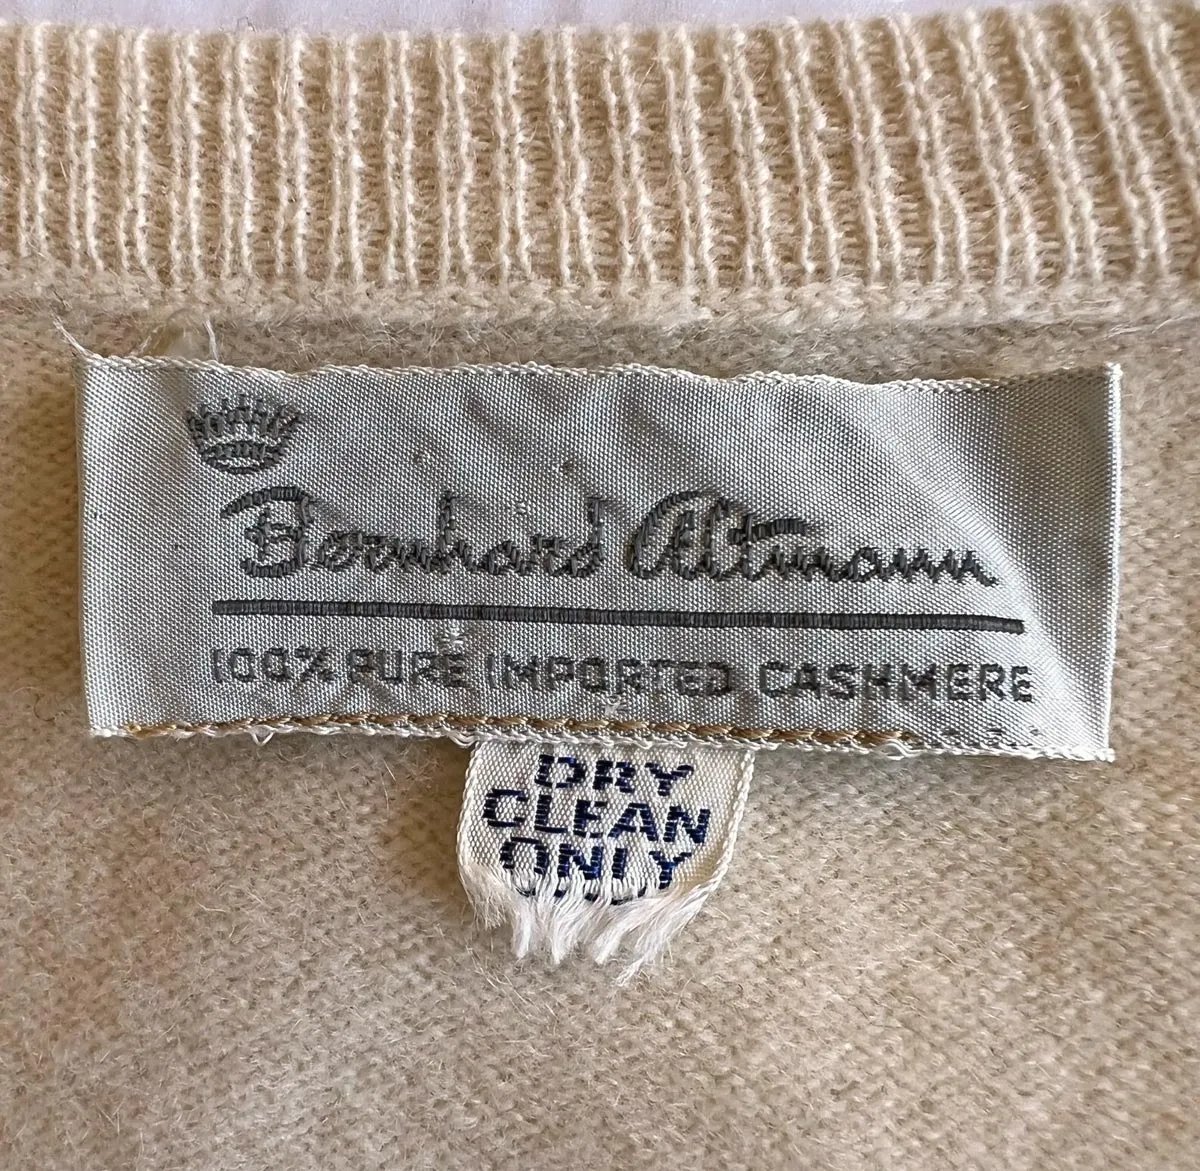 Bernhard Altmann
100% PURE IMPORTED CASHMERE
DRY
CLEAN
ONLY